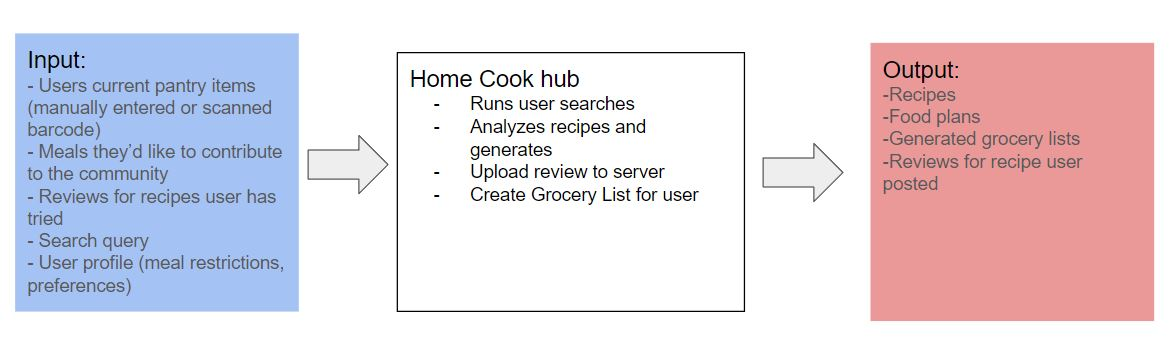 Input:
- Users current pantry items
(manually entered or scanned
barcode)
- Meals they'd like to contribute
to the community
- Reviews for recipes user has
tried
- Search query
- User profile (meal restrictions,
preferences)
Home Cook hub
- Runs user searches
- Analyzes recipes and
generates
- Upload review to server
- Create Grocery List for user
Output:
-Recipes
-Food plans
-Generated grocery lists
-Reviews for recipe user
posted